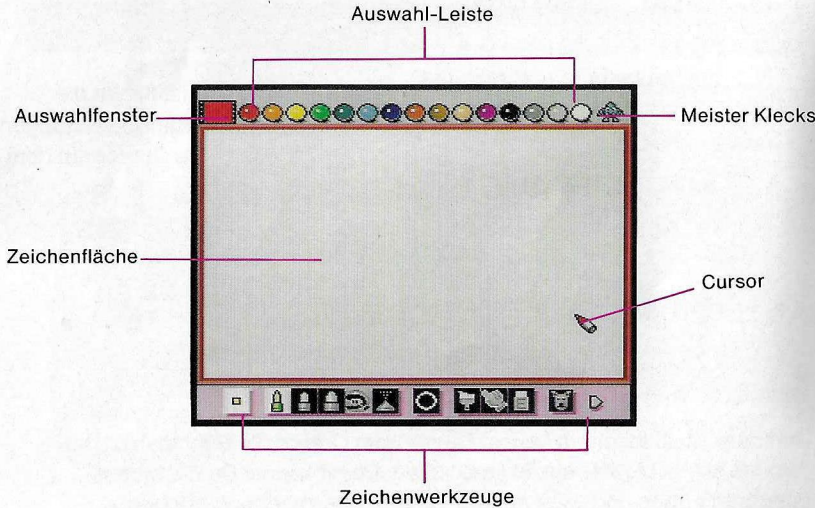 Auswahl-Leiste
Auswahlfenster
Meister Klecks
Zeichenfläche
Cursor
Zeichenwerkzeuge